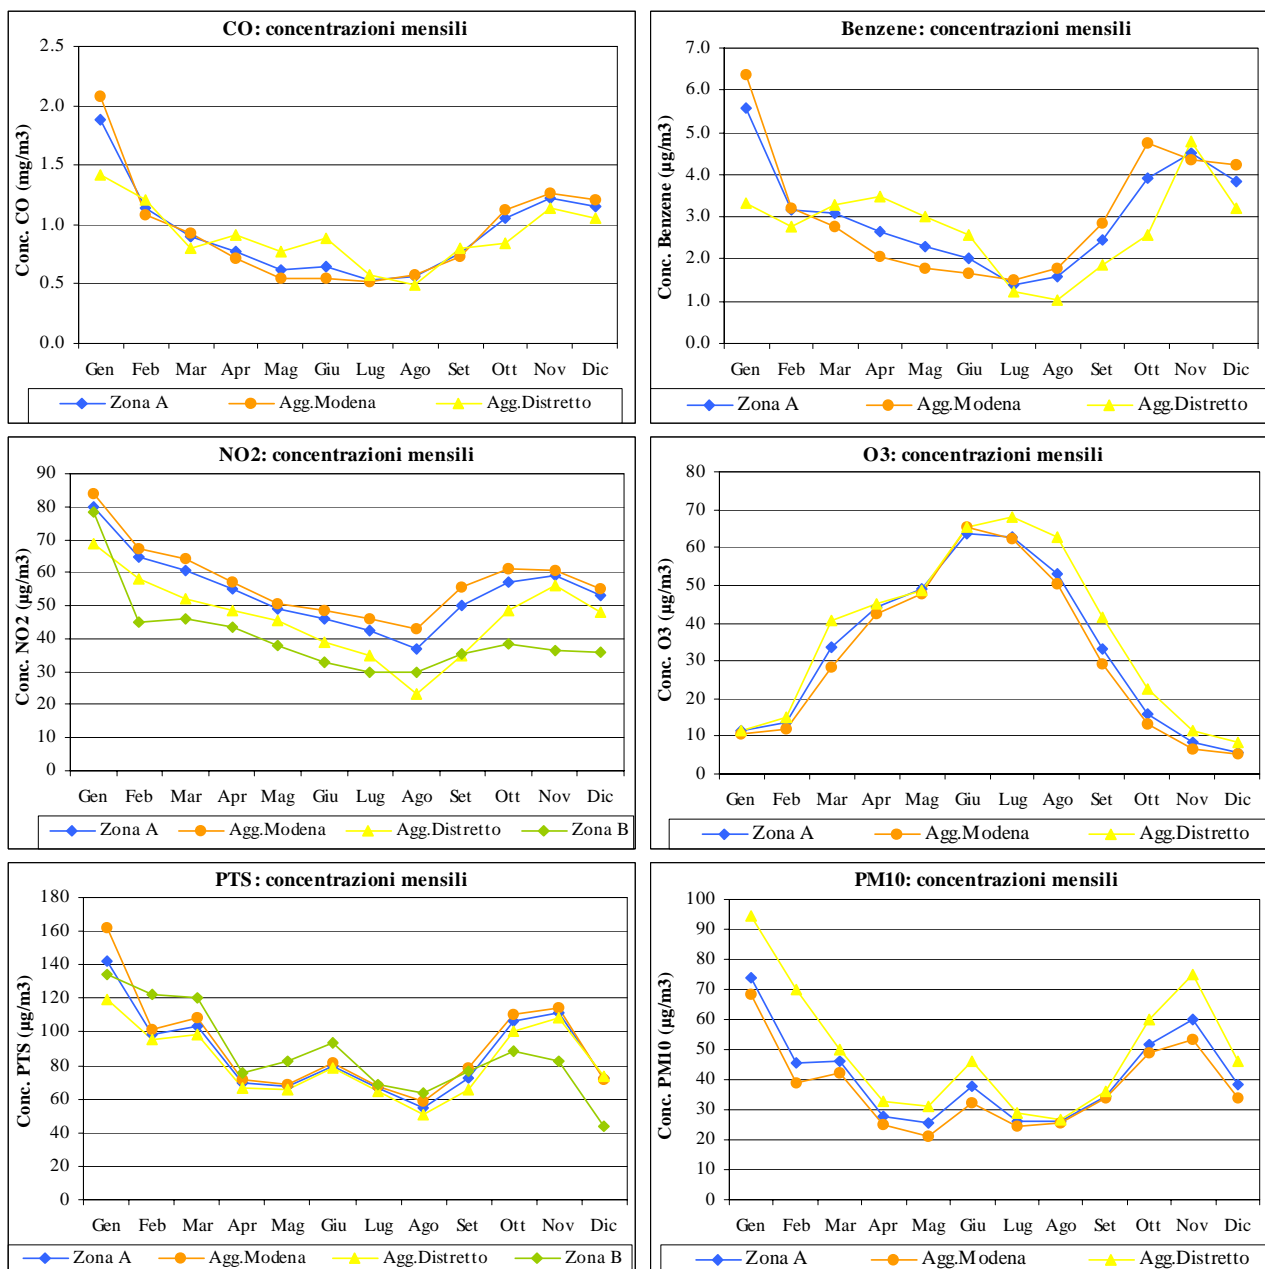 CO: concentrazioni mensili
Conc. CO (mg/m3)
2.5
2.0
1.5
1.0
0.5
0.0
Gen Feb Mar Apr Mag Giu Lug Ago Set Ott Nov Dic
Zona A Agg.Modena Agg.Distretto
Benzene: concentrazioni mensili
Conc. Benzene (µg/m3)
7.0
6.0
5.0
4.0
3.0
2.0
1.0
0.0
Gen Feb Mar Apr Mag Giu Lug Ago Set Ott Nov Dic
Zona A Agg.Modena Agg.Distretto
NO2: concentrazioni mensili
Conc. NO2 (µg/m3)
90
80
70
60
50
40
30
20
10
0
Gen Feb Mar Apr Mag Giu Lug Ago Set Ott Nov Dic
Zona A Agg.Modena Agg.Distretto Zona B
O3: concentrazioni mensili
Conc. O3 (µg/m3)
80
70
60
50
40
30
20
10
0
Gen Feb Mar Apr Mag Giu Lug Ago Set Ott Nov Dic
Zona A Agg.Modena Agg.Distretto
PTS: concentrazioni mensili
Conc. PTS (µg/m3)
180
160
140
120
100
80
60
40
20
0
Gen Feb Mar Apr Mag Giu Lug Ago Set Ott Nov Dic
Zona A Agg.Modena Agg.Distretto Zona B
PM10: concentrazioni mensili
Conc. PM10 (µg/m3)
100
90
80
70
60
50
40
30
20
10
0
Gen Feb Mar Apr Mag Giu Lug Ago Set Ott Nov Dic
Zona A Agg.Modena Agg.Distretto